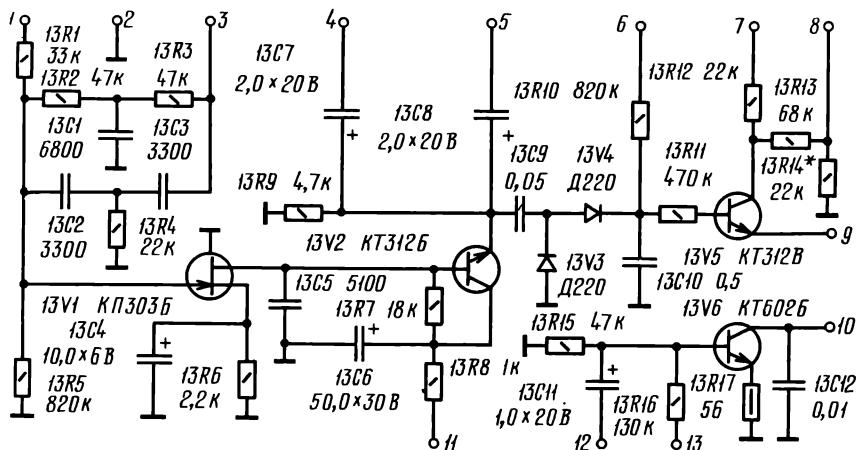 1
2
3
4
5
6
7
8
13R1
33к
13R2 47к
13R3
47к
13C7
2,0×20В
13C8
2,0×20В
13R10 820к
13R12 22к
13R13
68к
13C1
6800
13C3
3300
13C9
0,05
13V4
Д220
13R11
470к
13R14*
22к
13R9 4,7к
13C2
3300
13R4
22к
13V2 КТ312Б
9
13V1 КП303Б
13C5 5100
13R7
18к
13V3
Д220
13C10 0,5
13V5 КТ312В
13V6 КТ602Б
13C4
10,0×6В
13R5
820к
13R6
2,2к
13C6
50,0×30В
13R8 1к
13R15 47к
10
13C11
1,0×20В
13R16
130к
13R17
56
13C12
0,01
11
12
13